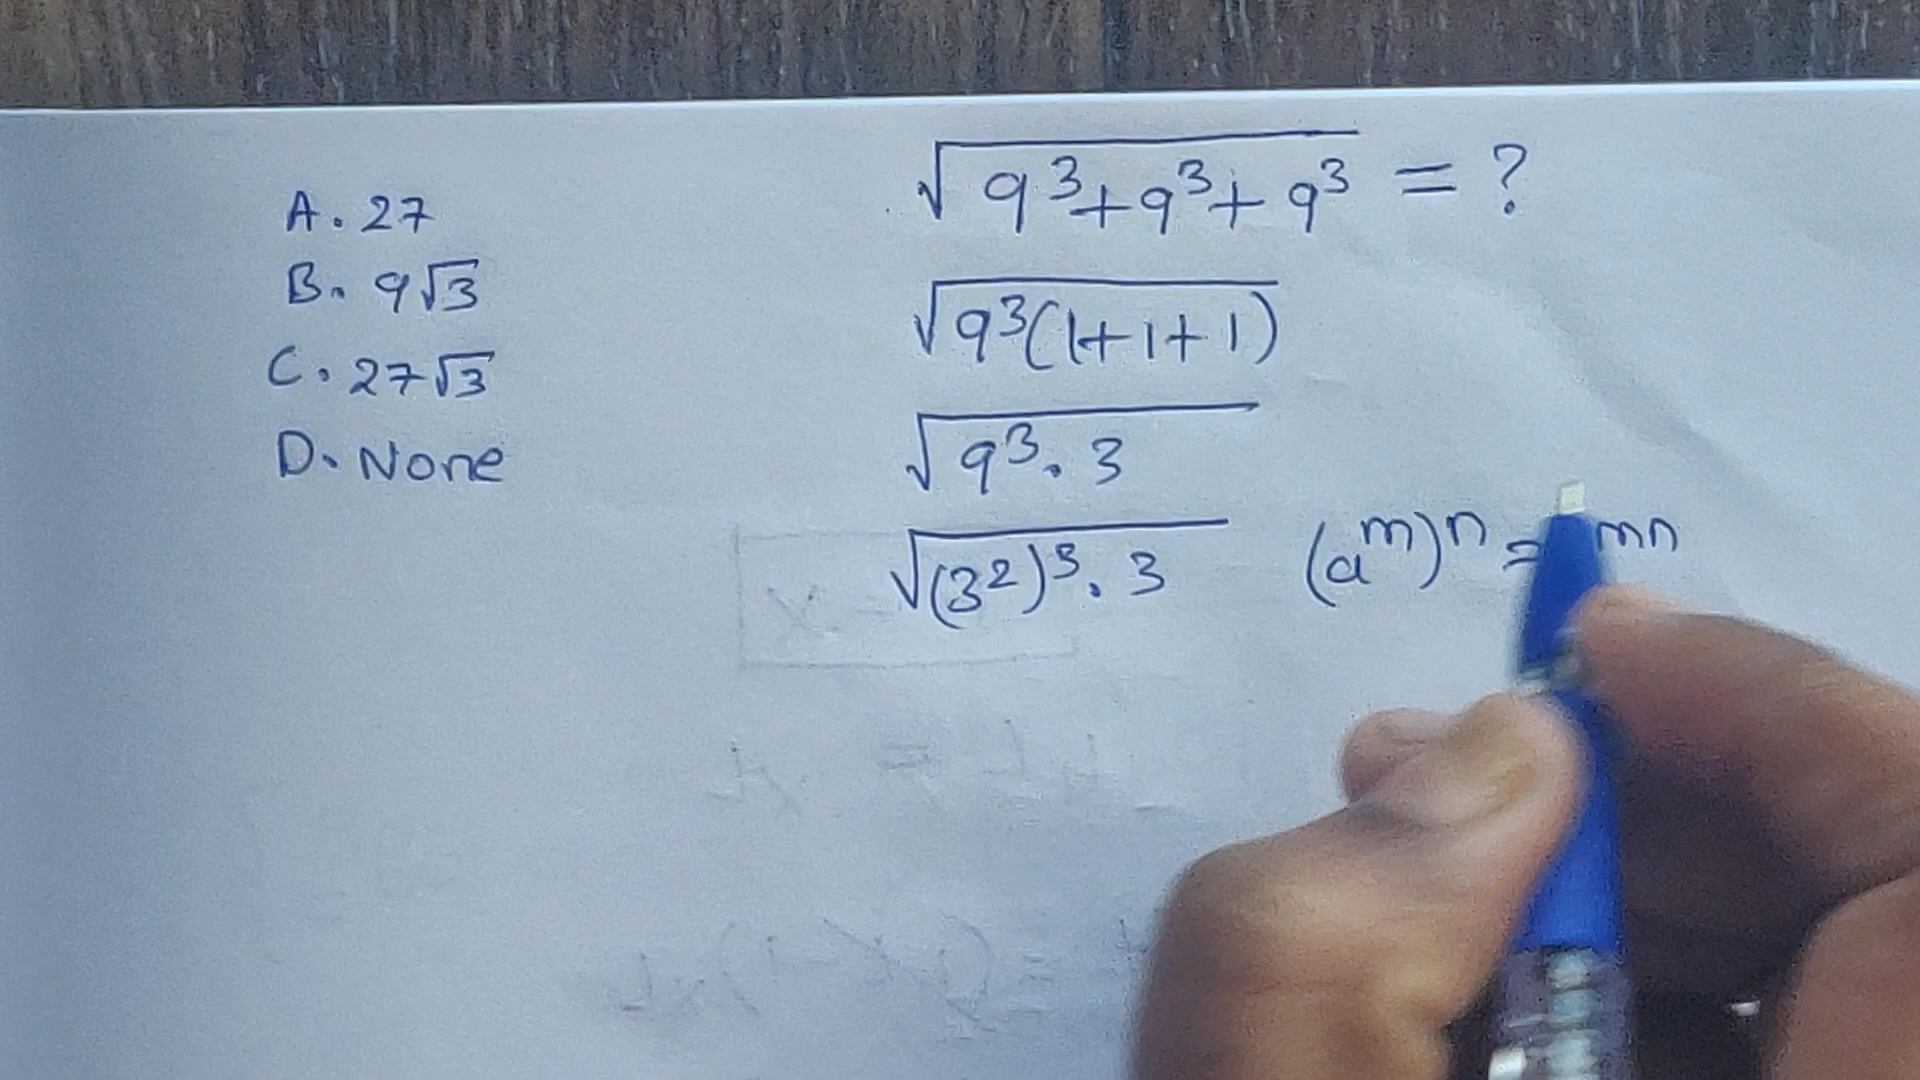 A. 27
B. 9√3
C. 27√3
D. None
√(9³+9³+9³) = ?
√(9³(1+1+1))
√(9³.3)
√((3²)³.3) (aᵐ)ⁿ = ᵐⁿ